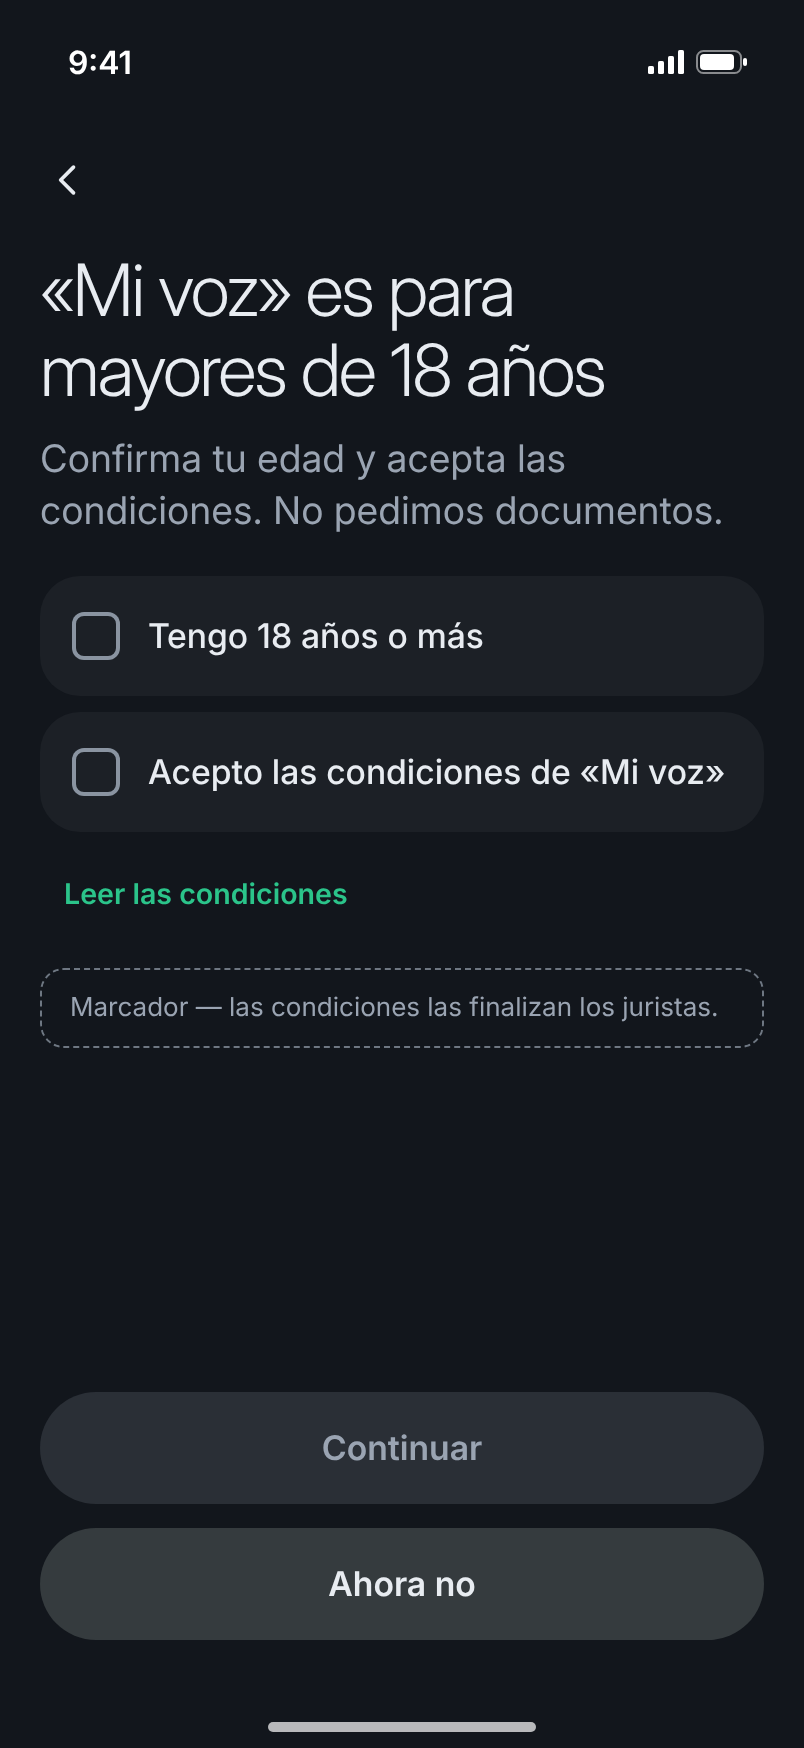 9:41
«Mi voz» es para
mayores de 18 años
Confirma tu edad y acepta las
condiciones. No pedimos documentos.
Tengo 18 años o más
Acepto las condiciones de «Mi voz»
Leer las condiciones
Marcador — las condiciones las finalizan los juristas.
Continuar
Ahora no